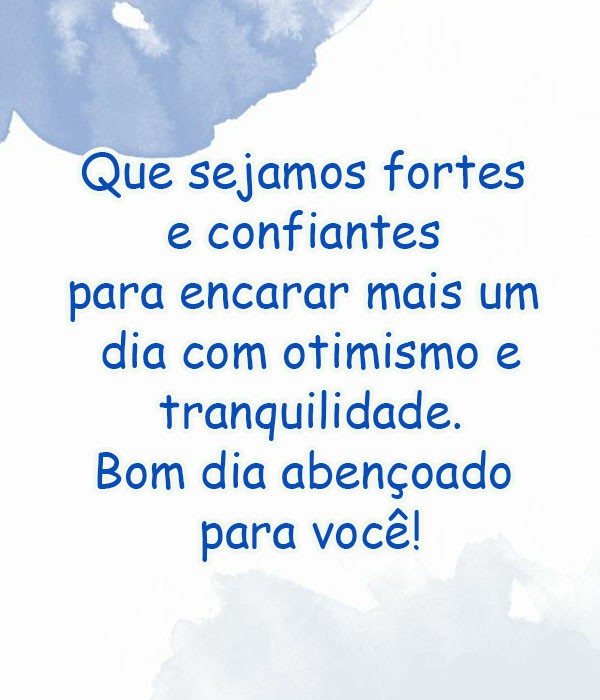 Que sejamos fortes
e confiantes
para encarar mais um
dia com otimismo e
tranquilidade.
Bom dia abençoado
para você!